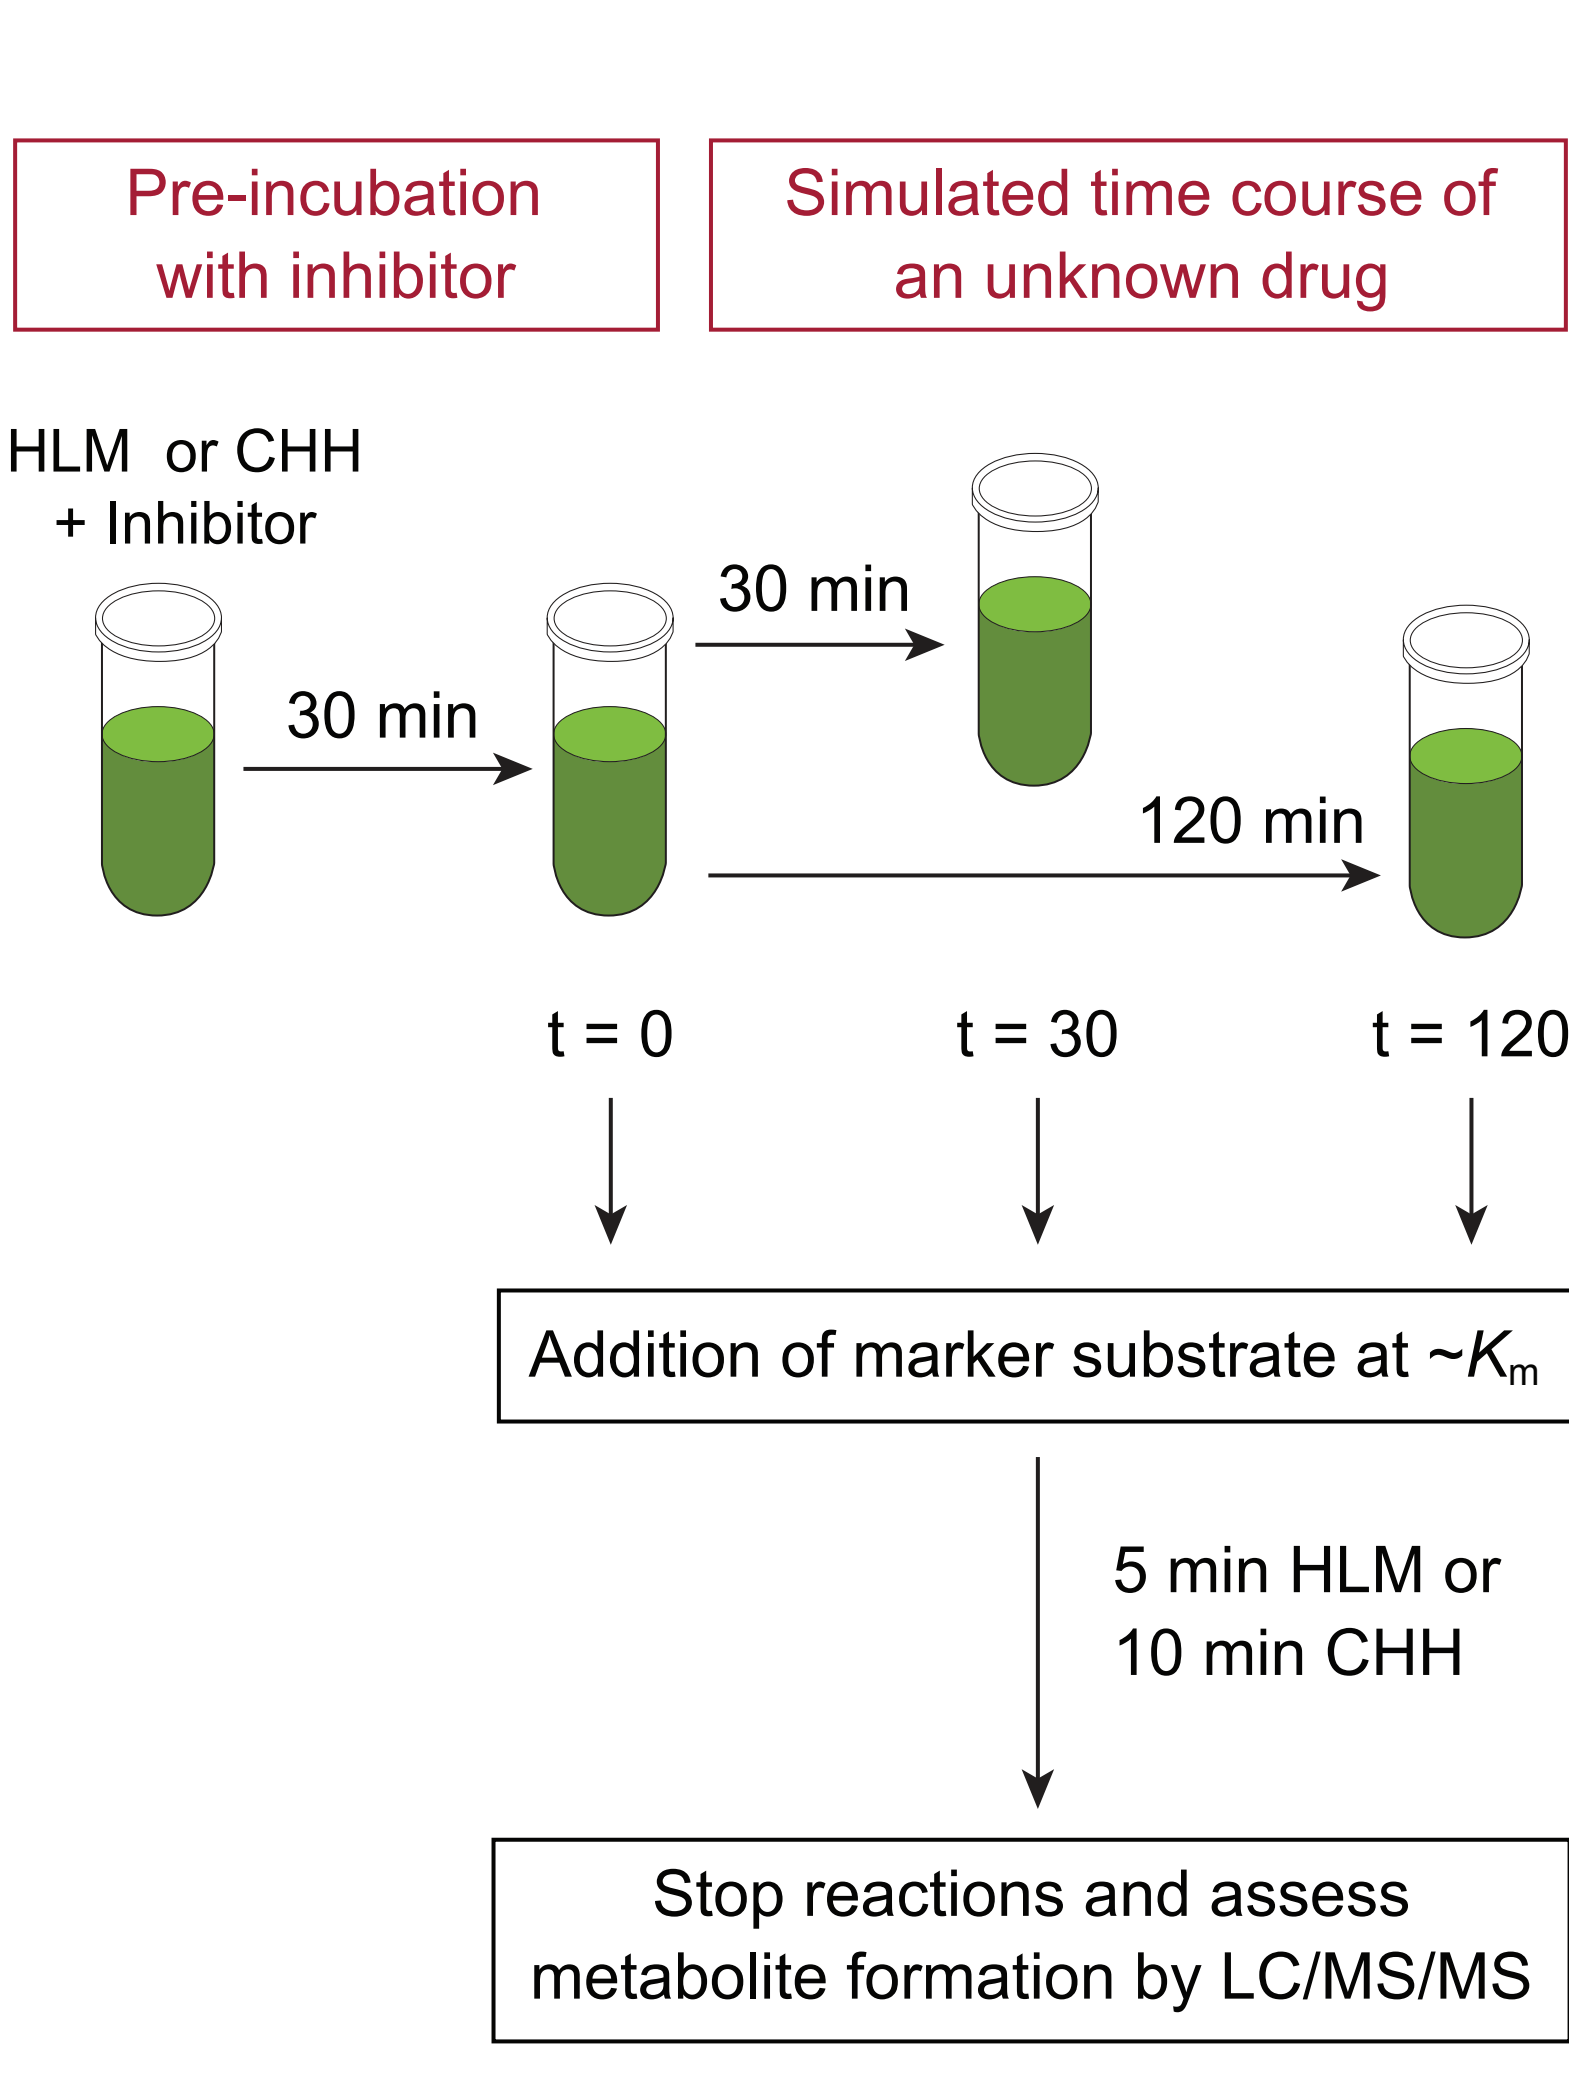 Pre-incubation
with inhibitor
Simulated time course of
an unknown drug
HLM or CHH
+ Inhibitor
30 min
30 min
120 min
t = 0
t = 30
t = 120
Addition of marker substrate at ~Km
5 min HLM or
10 min CHH
Stop reactions and assess
metabolite formation by LC/MS/MS